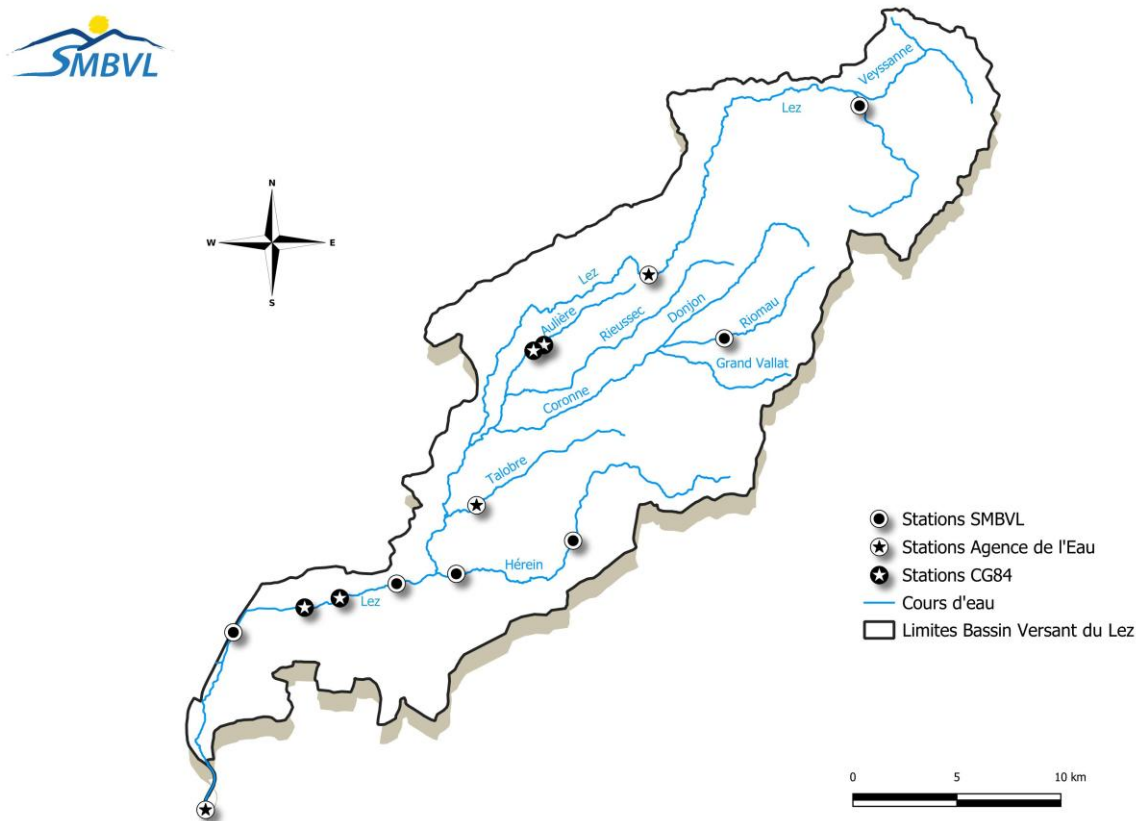 SMBVL
N
W
E
S
Veyssanne
Lez
Lez
Aulière
Rieussec
Donjon
Riomau
Grand Vallat
Coronne
Talobre
Hérein
Lez
Stations SMBVL
Stations Agence de l'Eau
Stations CG84
Cours d'eau
Limites Bassin Versant du Lez
0 5 10 km